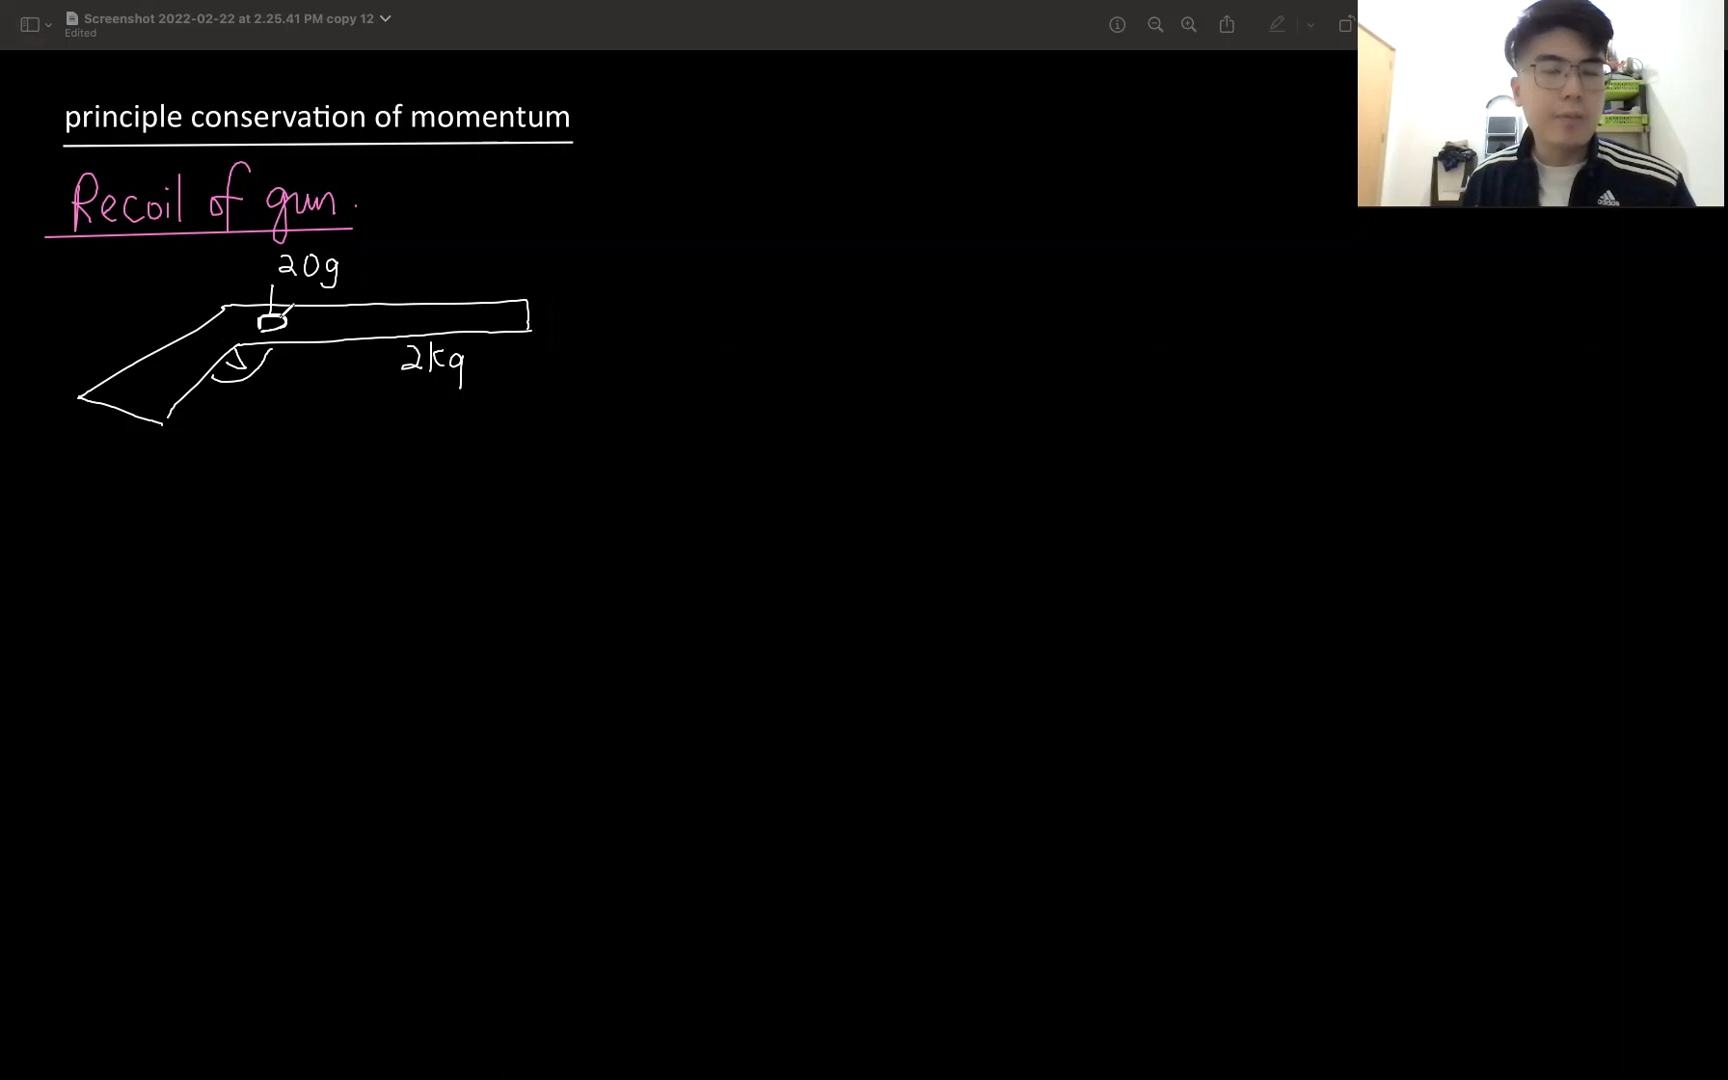 Screenshot 2022-02-22 at 2.25.41 PM copy 12
Edited
principle conservation of momentum
Recoil of gun.
20g
2kg
adidas